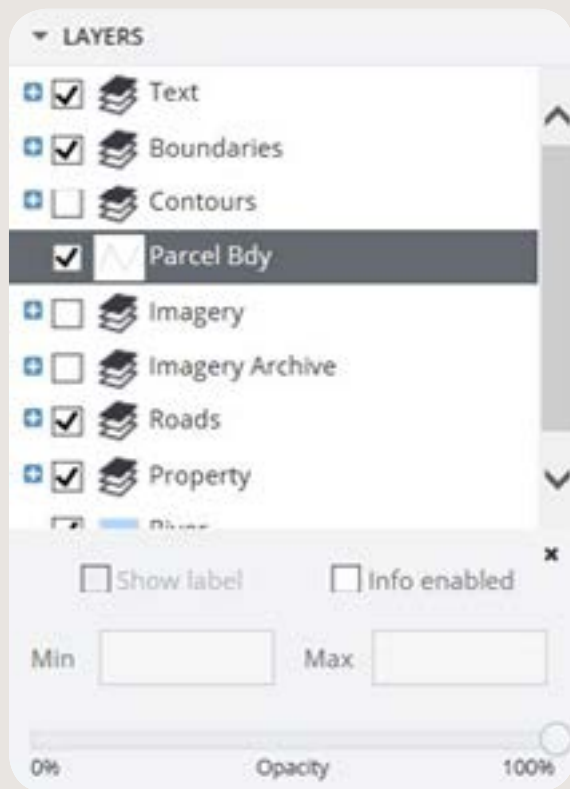 LAYERS
Text
Boundaries
Contours
Parcel Bdy
Imagery
Imagery Archive
Roads
Property
Show label Info enabled
Min Max
0% Opacity 100%